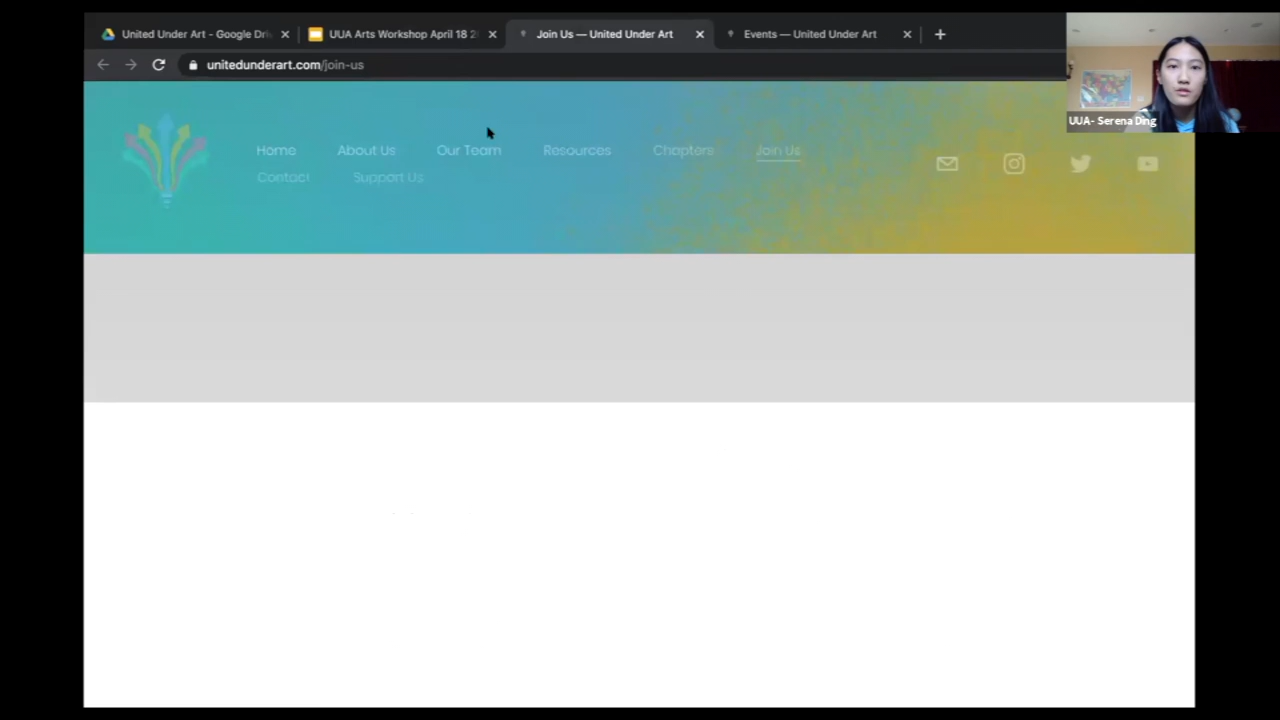 United Under Art - Google Dri
UUA Arts Workshop April 18 2
Join Us — United Under Art
Events — United Under Art
unitedunderart.com/join-us
UUA- Serena Ding
Home About Us Our Team Resources Chapters Join Us
Contact Support Us